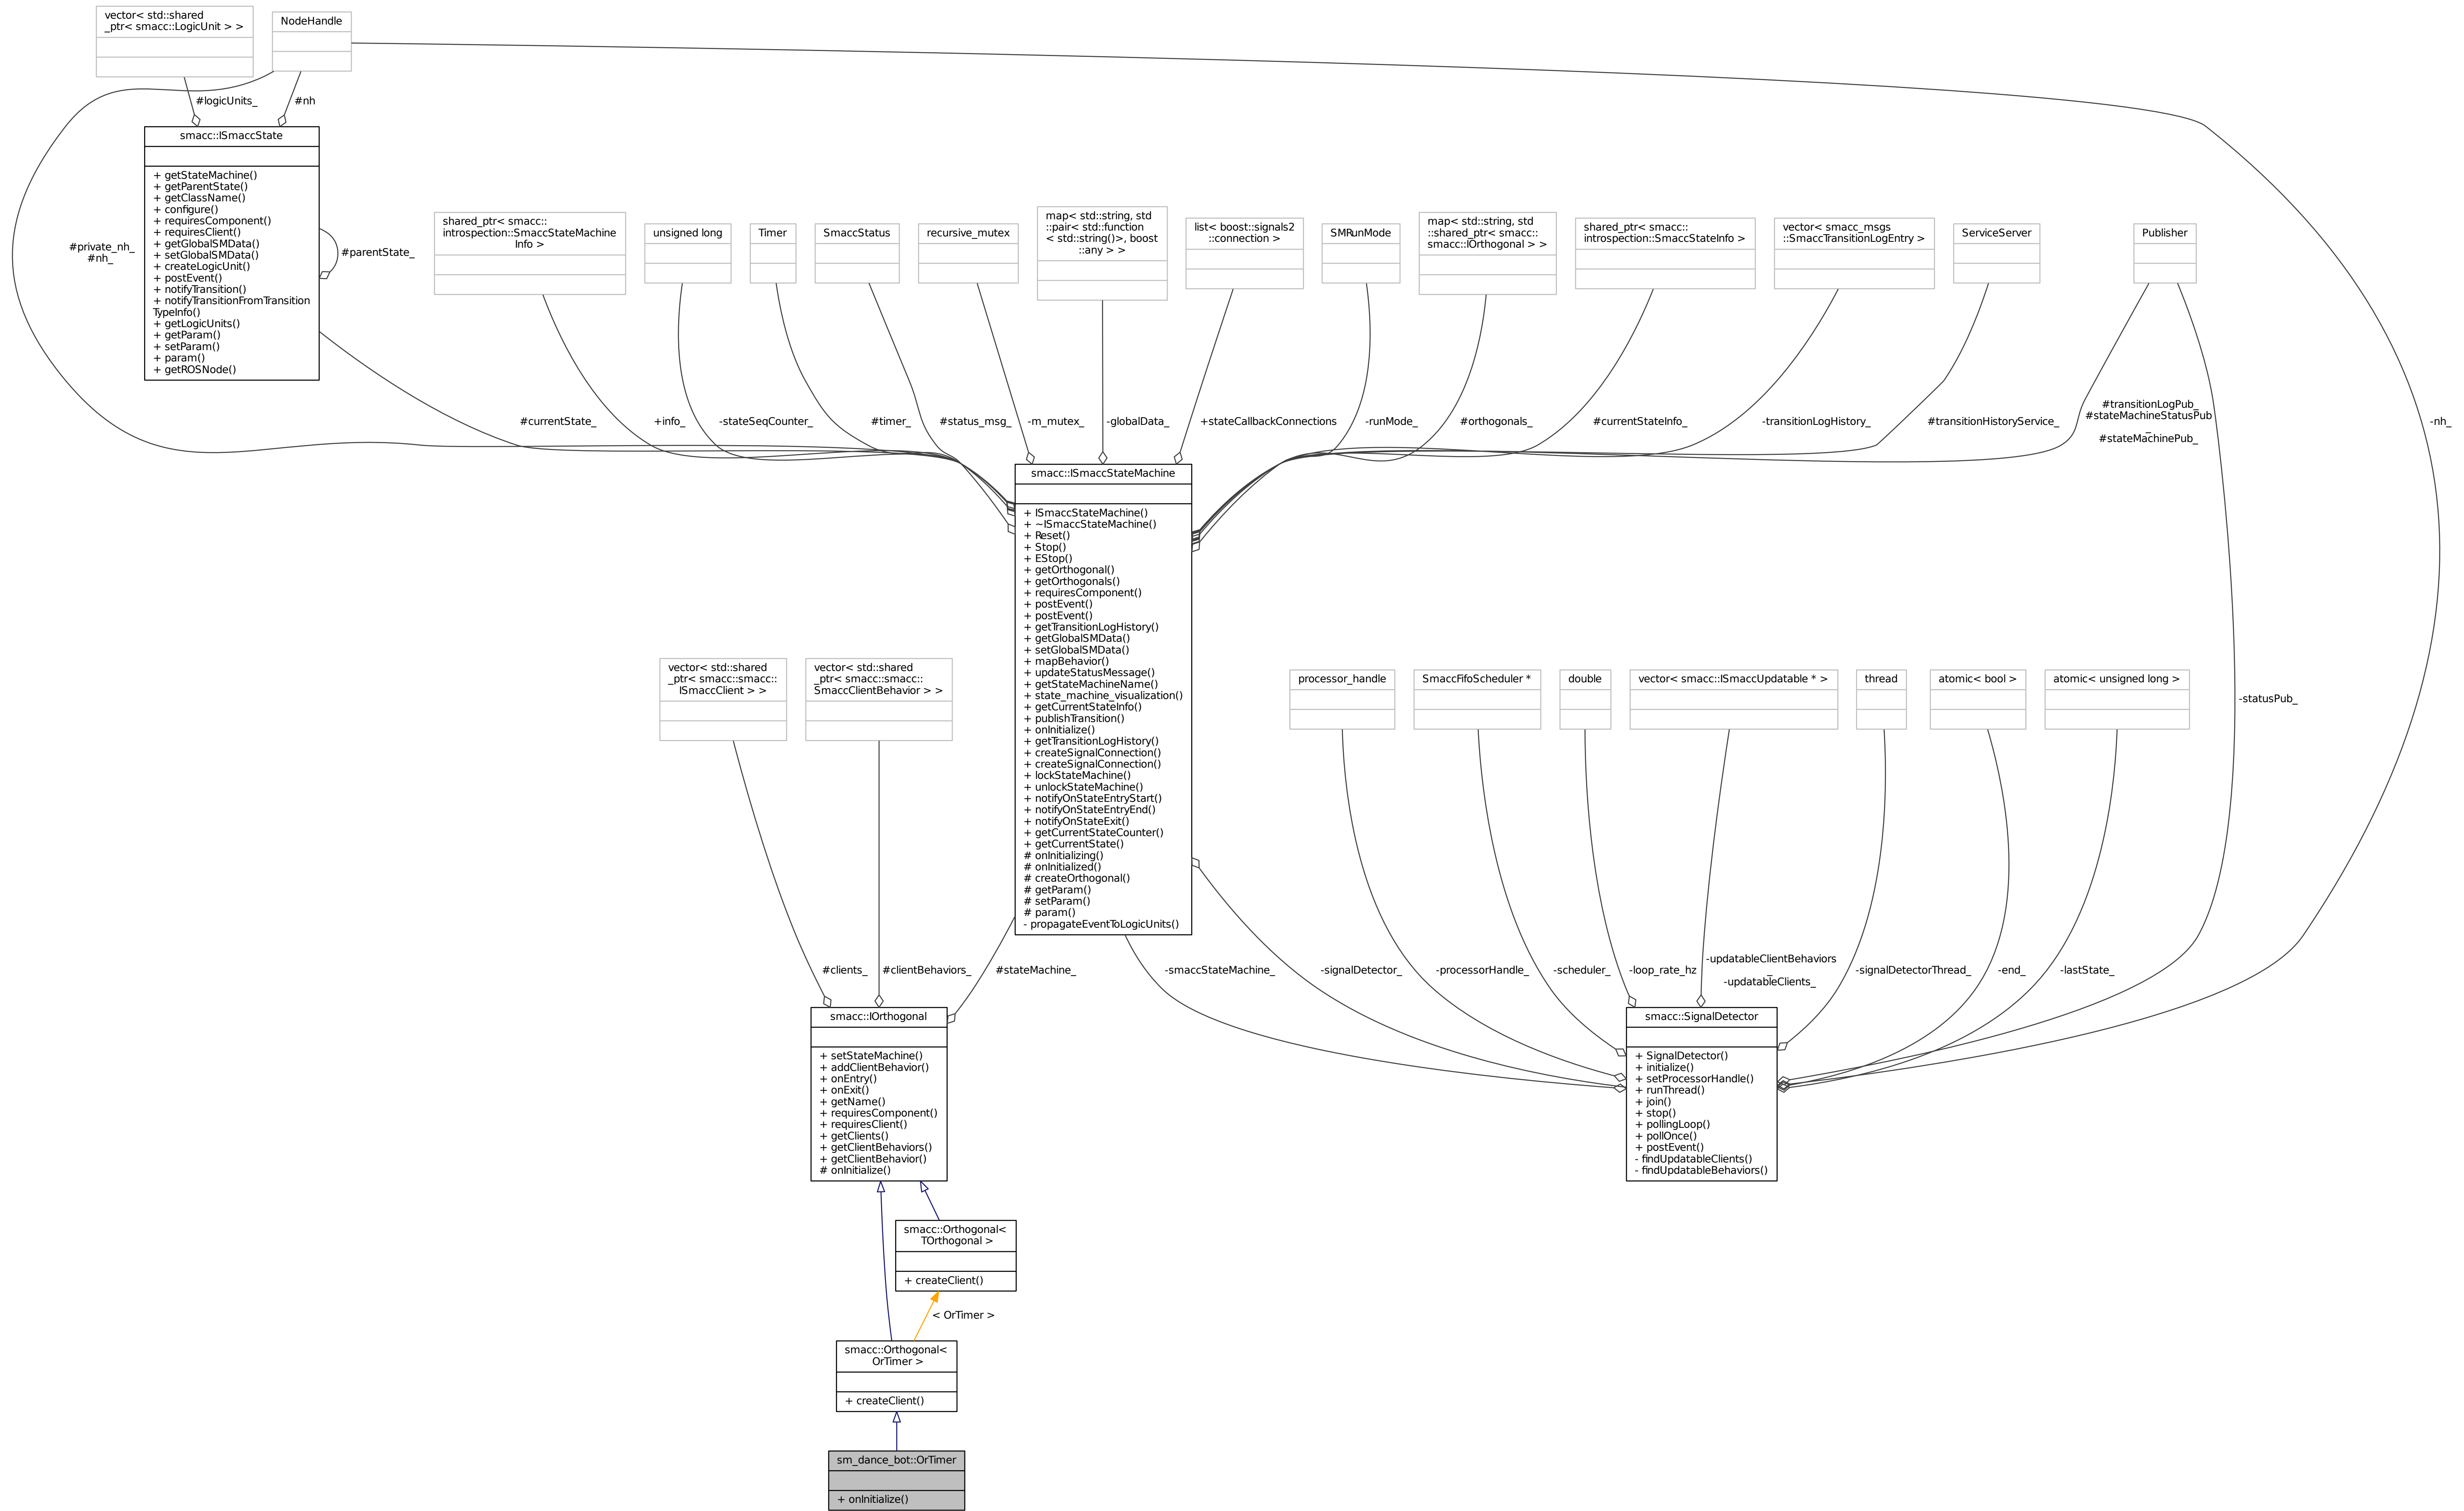 vector< std::shared
_ptr< smacc::LogicUnit > >
NodeHandle
#logicUnits_
#nh
smacc::ISmaccState
+ getStateMachine()
+ getParentState()
+ getClassName()
+ configure()
+ requiresComponent()
+ requiresClient()
+ getGlobalSMData()
+ setGlobalSMData()
+ createLogicUnit()
+ postEvent()
+ notifyTransition()
+ notifyTransitionFromTransition
TypeInfo()
+ getLogicUnits()
+ getParam()
+ setParam()
+ param()
+ getROSNode()
#private_nh_
#nh_
#parentState_
shared_ptr< smacc::
introspection::SmaccStateMachine
Info >
unsigned long
Timer
SmaccStatus
recursive_mutex
map< std::string, std
::pair< std::function
< std::string()>, boost
::any > >
list< boost::signals2
::connection >
SMRunMode
map< std::string, std
::shared_ptr< smacc::
smacc::IOrthogonal > >
shared_ptr< smacc::
introspection::SmaccStateInfo >
vector< smacc_msgs
::SmaccTransitionLogEntry >
ServiceServer
Publisher
#currentState_
+info_
-stateSeqCounter_
#timer_
#status_msg_
-m_mutex_
-globalData_
+stateCallbackConnections
-runMode_
#orthogonals_
#currentStateInfo_
-transitionLogHistory_
#transitionHistoryService_
#transitionLogPub_
#stateMachineStatusPub
_
#stateMachinePub_
-nh_
smacc::ISmaccStateMachine
+ ISmaccStateMachine()
+ ~ISmaccStateMachine()
+ Reset()
+ Stop()
+ EStop()
+ getOrthogonal()
+ getOrthogonals()
+ requiresComponent()
+ postEvent()
+ postEvent()
+ getTransitionLogHistory()
+ getGlobalSMData()
+ setGlobalSMData()
+ mapBehavior()
+ updateStatusMessage()
+ getStateMachineName()
+ state_machine_visualization()
+ getCurrentStateInfo()
+ publishTransition()
+ onInitialize()
+ getTransitionLogHistory()
+ createSignalConnection()
+ createSignalConnection()
+ lockStateMachine()
+ unlockStateMachine()
+ notifyOnStateEntryStart()
+ notifyOnStateEntryEnd()
+ notifyOnStateExit()
+ getCurrentStateCounter()
+ getCurrentState()
# onInitializing()
# onInitialized()
# createOrthogonal()
# getParam()
# setParam()
# param()
- propagateEventToLogicUnits()
vector< std::shared
_ptr< smacc::smacc::
ISmaccClient > >
vector< std::shared
_ptr< smacc::smacc::
SmaccClientBehavior > >
processor_handle
SmaccFifoScheduler *
double
vector< smacc::ISmaccUpdatable * >
thread
atomic< bool >
atomic< unsigned long >
-statusPub_
#clients_
#clientBehaviors_
#stateMachine_
-smaccStateMachine_
-signalDetector_
-processorHandle_
-scheduler_
-loop_rate_hz
-updatableClientBehaviors
_
-updatableClients_
-signalDetectorThread_
-end_
-lastState_
smacc::IOrthogonal
+ setStateMachine()
+ addClientBehavior()
+ onEntry()
+ onExit()
+ getName()
+ requiresComponent()
+ requiresClient()
+ getClients()
+ getClientBehaviors()
+ getClientBehavior()
# onInitialize()
smacc::SignalDetector
+ SignalDetector()
+ initialize()
+ setProcessorHandle()
+ runThread()
+ join()
+ stop()
+ pollingLoop()
+ pollOnce()
+ postEvent()
- findUpdatableClients()
- findUpdatableBehaviors()
smacc::Orthogonal<
TOrthogonal >
+ createClient()
< OrTimer >
smacc::Orthogonal<
OrTimer >
+ createClient()
sm_dance_bot::OrTimer
+ onInitialize()